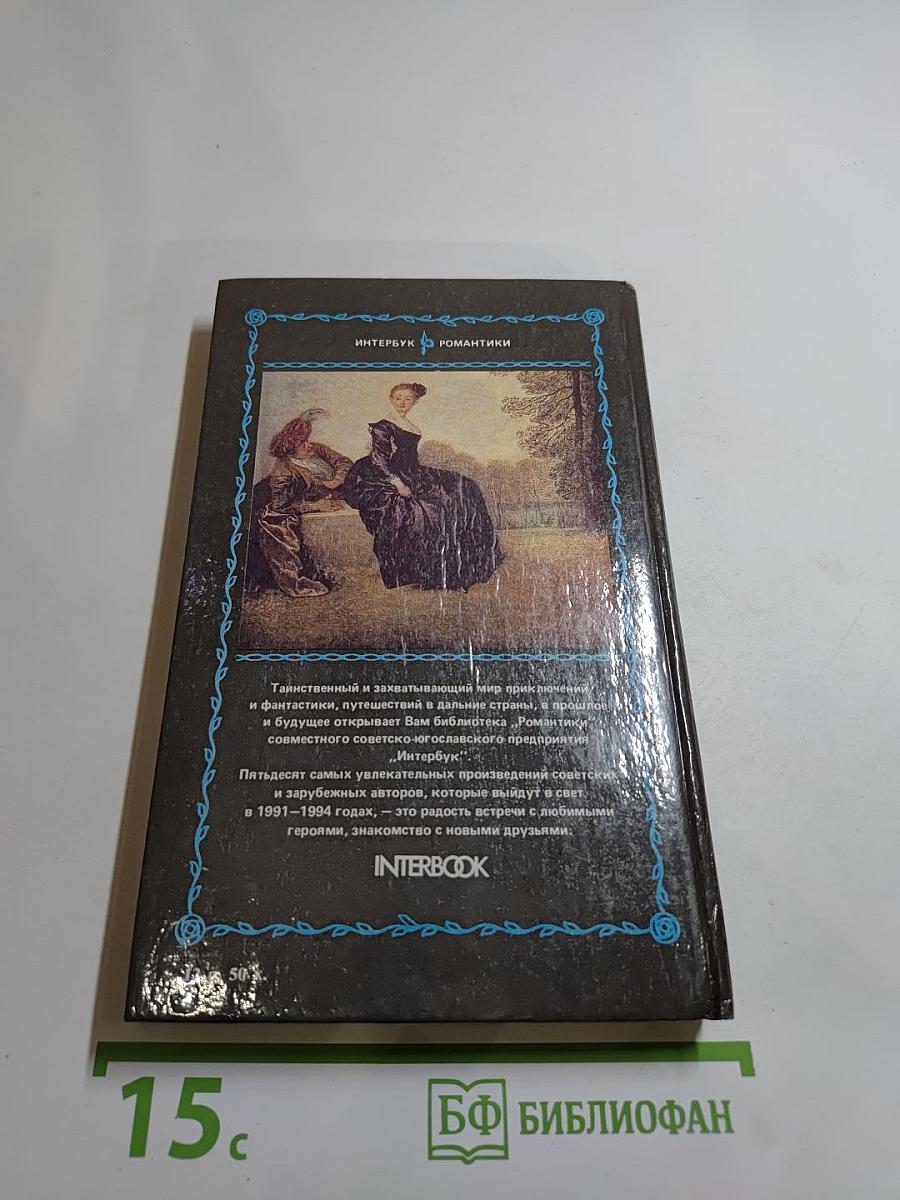 ИНТЕРБУК РОМАНТИКИ
Таинственный и захватывающий мир приключений
и фантастики, путешествий в дальние страны, в прошлое
и будущее открывает Вам библиотека „Романтики“
совместного советско-югославского предприятия
„Интербук“.
Пятьдесят самых увлекательных произведений советских
и зарубежных авторов, которые выйдут в свет
в 1991—1994 годах, — это радость встречи с любимыми
героями, знакомство с новыми друзьями.
INTERBOOK
50
15 с
БФ БИБЛИОФАН